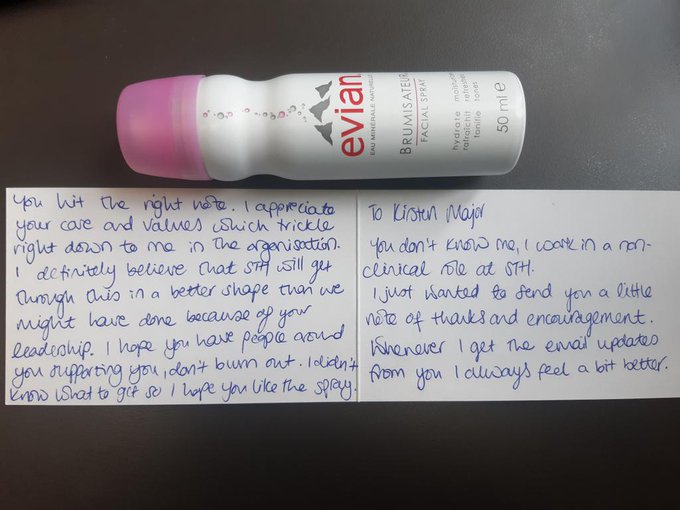 evian
EAU MINÉRALE NATURELLE
BRUMISATEUR
FACIAL SPRAY
hydrate
rafraîchit
tonifie tones
50 ml e
To Kirsten Major
You don't know me, I work in a non-
clinical role at STH.
I just wanted to send you a little
note of thanks and encouragement.
Whenever I get the email updates
from you I always feel a bit better.
You hit the right note. I appreciate
your care and values which trickle
right down to me in the organisation.
I definitely believe that STH will get
through this in a better shape than we
might have done because of your
leadership. I hope you have people around
you supporting you, don't burn out. I didn't
know what to get so I hope you like the spray.